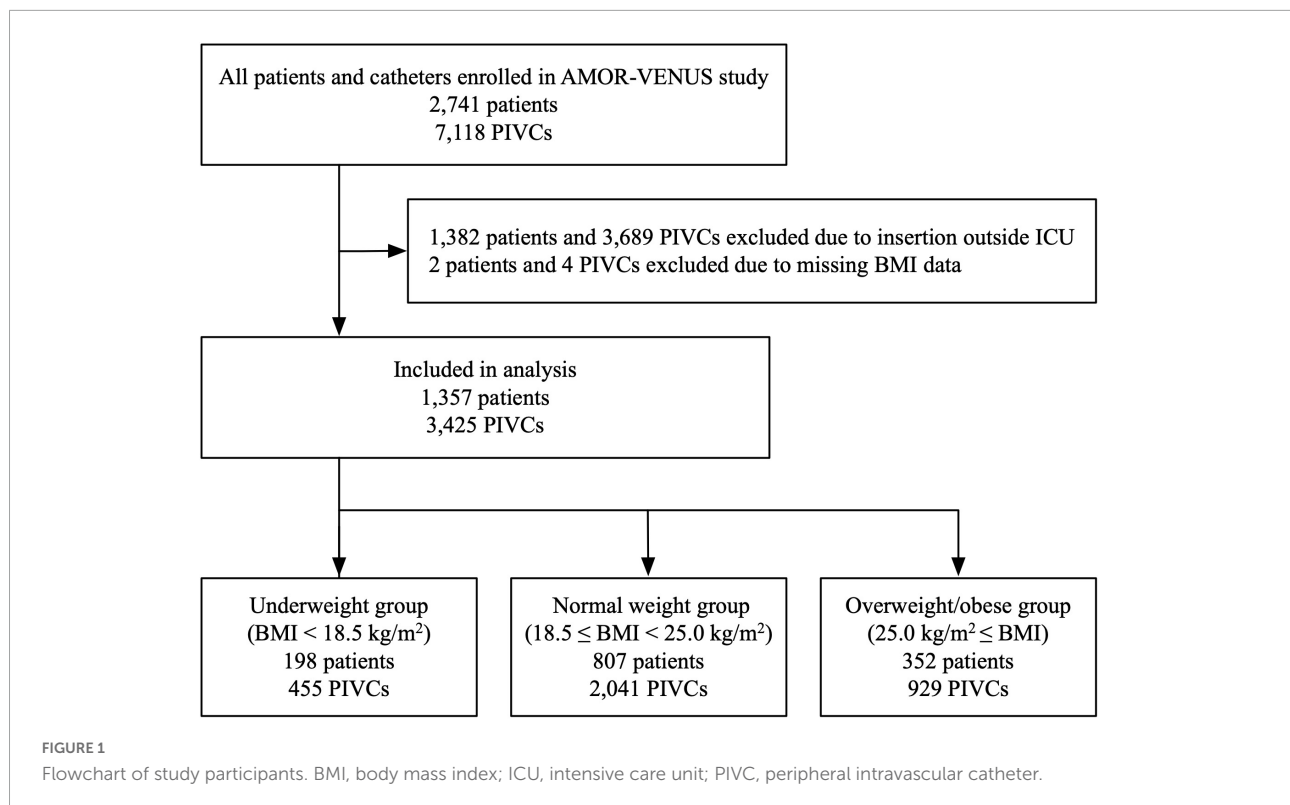 All patients and catheters enrolled in AMOR-VENUS study
2,741 patients
7,118 PIVCs
1,382 patients and 3,689 PIVCs excluded due to insertion outside ICU
2 patients and 4 PIVCs excluded due to missing BMI data
Included in analysis
1,357 patients
3,425 PIVCs
Underweight group
(BMI < 18.5 kg/m²)
198 patients
455 PIVCs
Normal weight group
(18.5 ≤ BMI < 25.0 kg/m²)
807 patients
2,041 PIVCs
Overweight/obese group
(25.0 kg/m² ≤ BMI)
352 patients
929 PIVCs
FIGURE 1
Flowchart of study participants. BMI, body mass index; ICU, intensive care unit; PIVC, peripheral intravascular catheter.